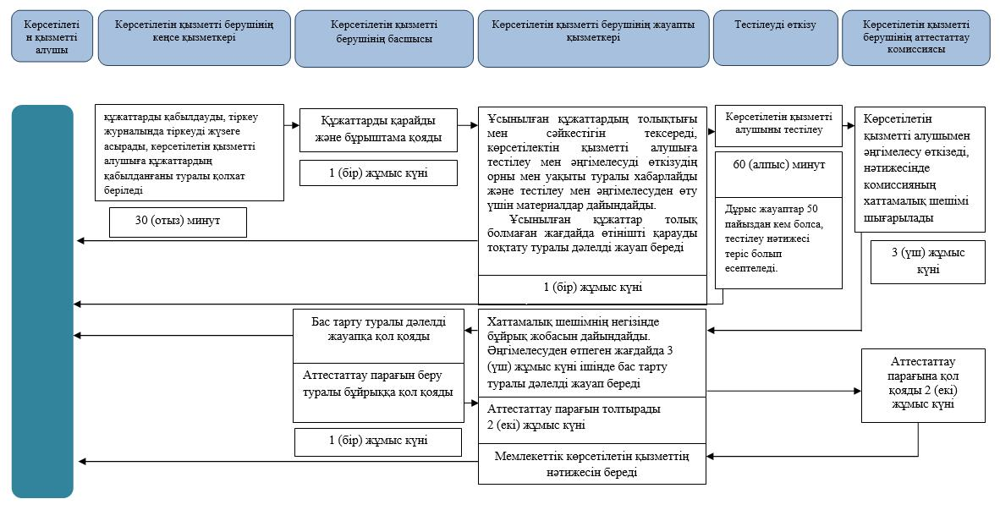 Көрсетілеті
н қызметті
алушы
Көрсетілетін қызметті берушінің
кеңсе қызметкері
Көрсетілетін қызметті
берушінің басшысы
Көрсетілетін қызметті берушінің жауапты
қызметкері
Тестілеуді өткізу
Көрсетілетін қызметті
берушінің аттестаттау
комиссиясы
құжаттарды қабылдауды, тіркеу
журналында тіркеуді жүзеге
асырады, көрсетілетін қызметті
алушыға құжаттардың
қабылданғаны туралы қолхат
беріледі
30 (отыз) минут
Құжаттарды қарайды
және бұрыштама қояды
1 (бір) жұмыс күні
Ұсынылған құжаттардың толықтығы
мен сәйкестігін тексереді,
көрсетілектін қызметті алушыға
тестілеу мен әңгімелесуді өткізудің
орны мен уақыты туралы хабарлайды
және тестілеу мен әңгімелесуден өту
үшін материалдар дайындайды.
Ұсынылған құжаттар толық
болмаған жағдайда өтінішті қарауды
тоқтату туралы дәлелді жауап береді
1 (бір) жұмыс күні
Көрсетілетін қызметті
алушыны тестілеу
60 (алпыс) минут
Дұрыс жауаптар 50
пайыздан кем болса,
тестілеу нәтижесі
теріс болып
есептеледі.
Көрсетілетін
қызметті алушымен
әңгімелесу өткізеді,
нәтижесінде
комиссияның
хаттамалық шешімі
шығарылады
3 (үш) жұмыс
күні
Бас тарту туралы дәлелді
жауапқа қол қояды
Аттестаттау парағын беру
туралы бұйрыққа қол қояды
1 (бір) жұмыс күні
Хаттамалық шешімнің негізінде
бұйрық жобасын дайындайды.
Әңгімелесуден өтпеген жағдайда 3
(үш) жұмыс күні ішінде бас тарту
туралы дәлелді жауап береді
Аттестаттау парағын толтырады
2 (екі) жұмыс күні
Мемлекеттік көрсетілетін қызметтің
нәтижесін береді
Аттестаттау
парағына қол
қояды 2 (екі)
жұмыс күні